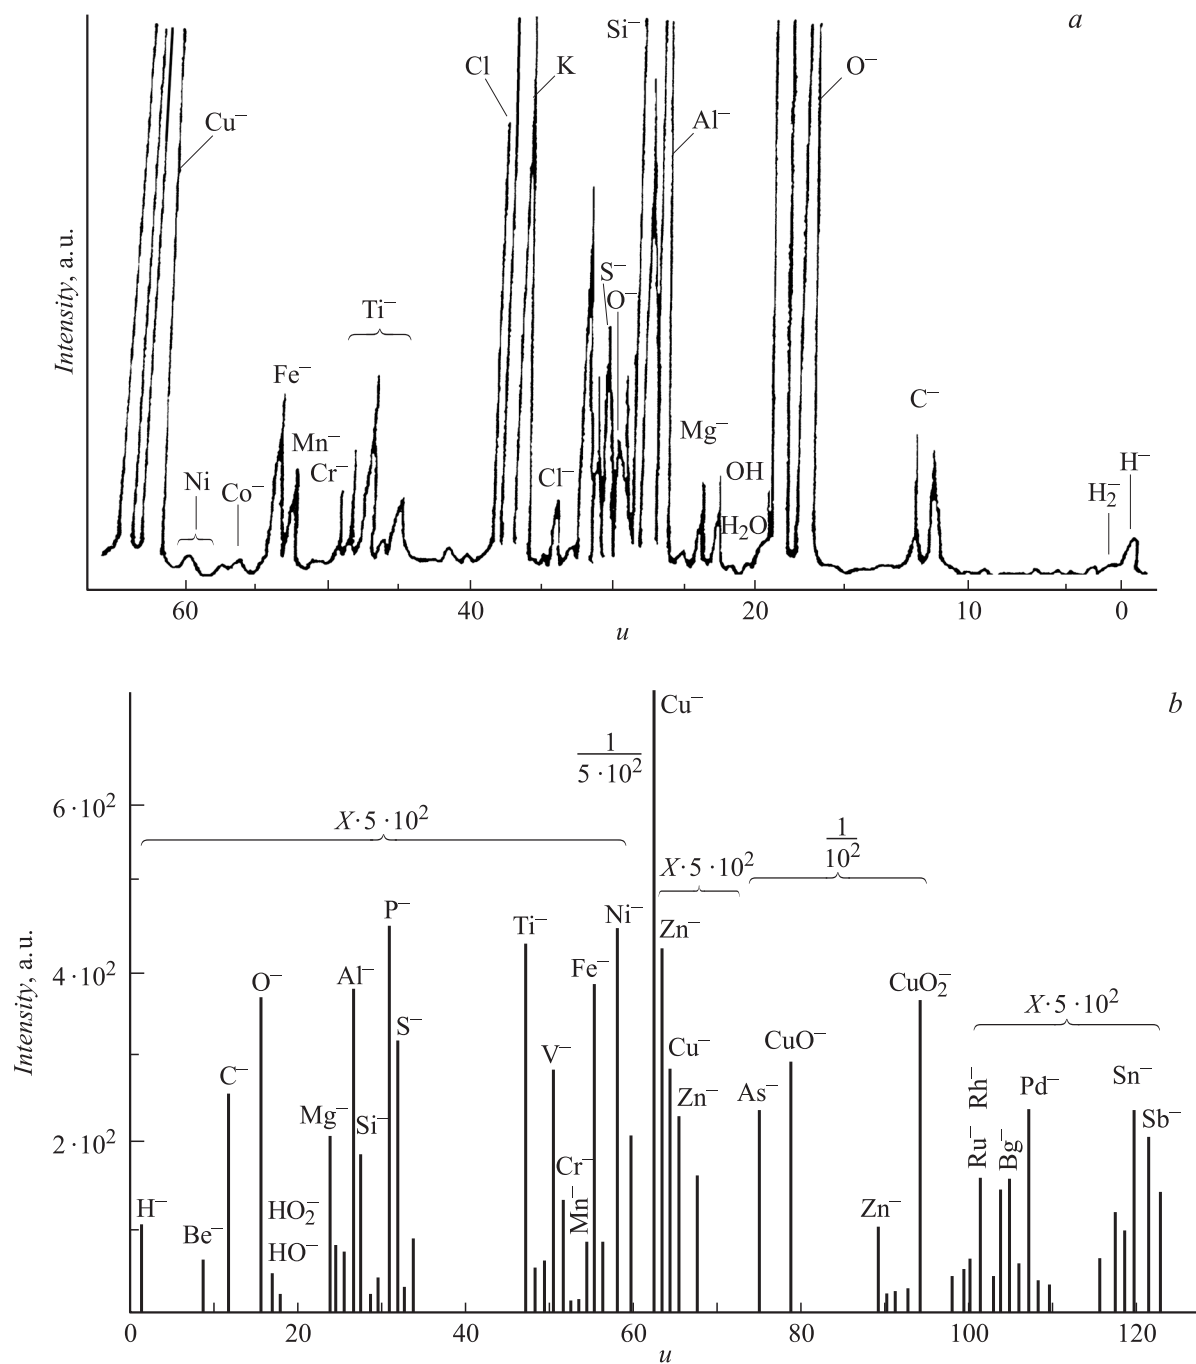 a
Si⁻
Cl
K
O⁻
Cu⁻
Al⁻
S⁻
O⁻
Ti⁻
Fe⁻
Mg⁻
C⁻
Mn⁻
Cr⁻
Ni
Co⁻
Cl⁻
OH
H₂O
H₂⁻
H⁻
Intensity, a.u.
60 40 20 10 0
u
b
Cu⁻
1
5·10²
6·10²
X·5·10²
1
10²
X·5·10²
P⁻
Ti⁻
Ni⁻
Zn⁻
4·10²
O⁻
Al⁻
Fe⁻
CuO₂⁻
X·5·10²
S⁻
V⁻
Cu⁻
CuO⁻
C⁻
Mg⁻
Si⁻
Zn⁻
As⁻
Rh⁻
Pd⁻
Sn⁻
Sb⁻
2·10²
Cr⁻
Mn⁻
Ru⁻
Bg⁻
H⁻
Be⁻
HO₂⁻
HO⁻
Zn⁻
Intensity, a.u.
0 20 40 60 80 100 120
u